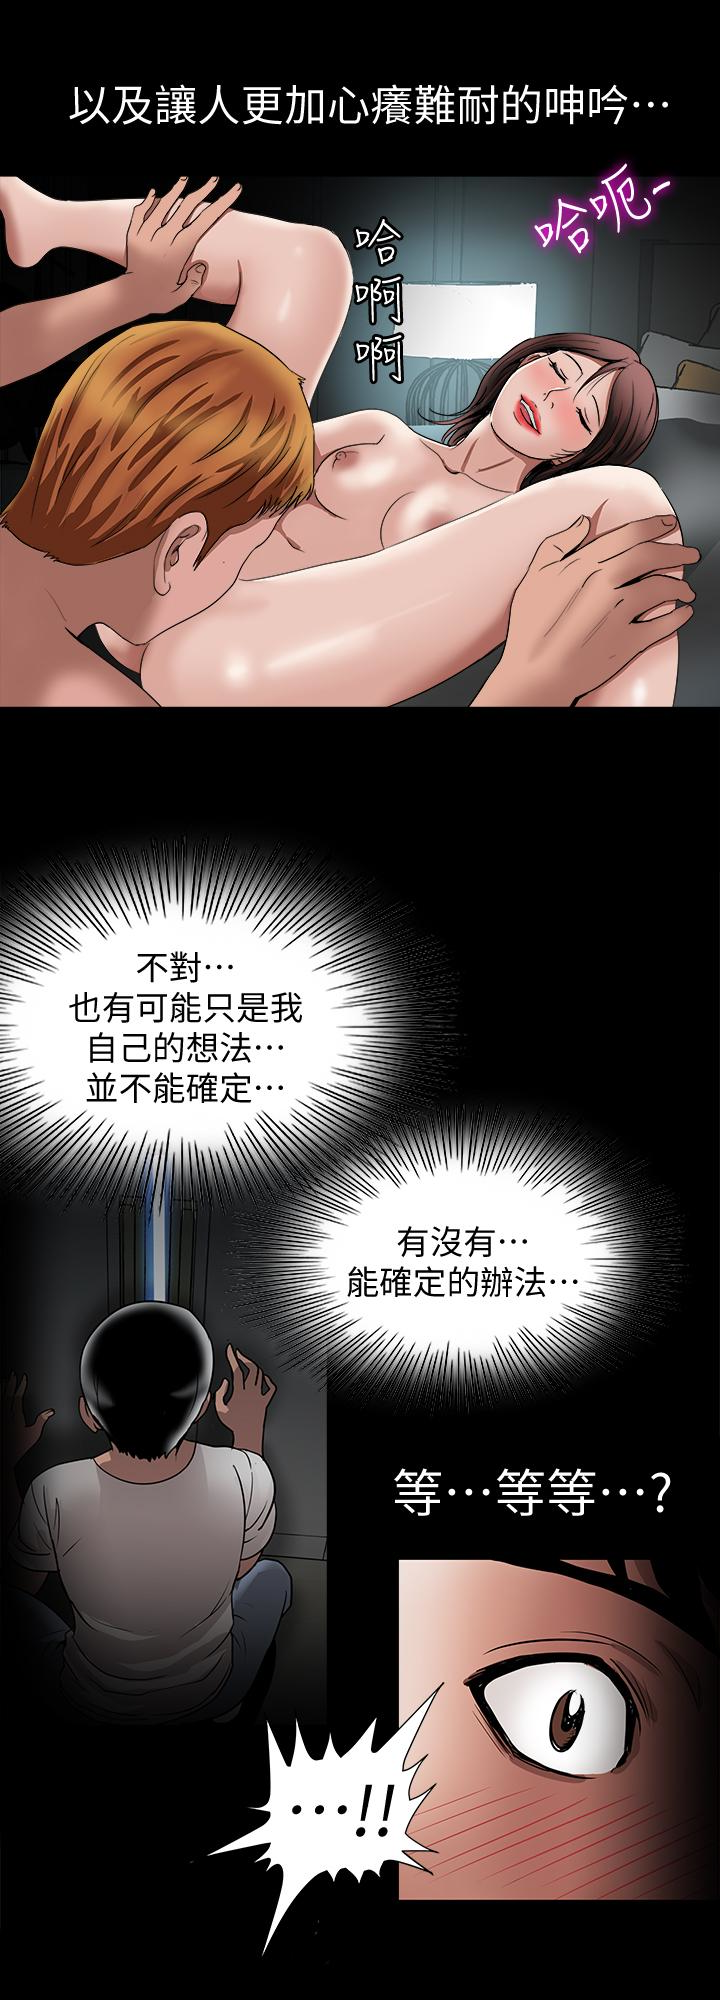 以及讓人更加心癢難耐的呻吟⋯
哈呃~
哈啊啊
不對⋯
也有可能只是我
自己的想法⋯
並不能確定⋯
有沒有⋯
能確定的辦法⋯
等⋯等等⋯?
⋯!!